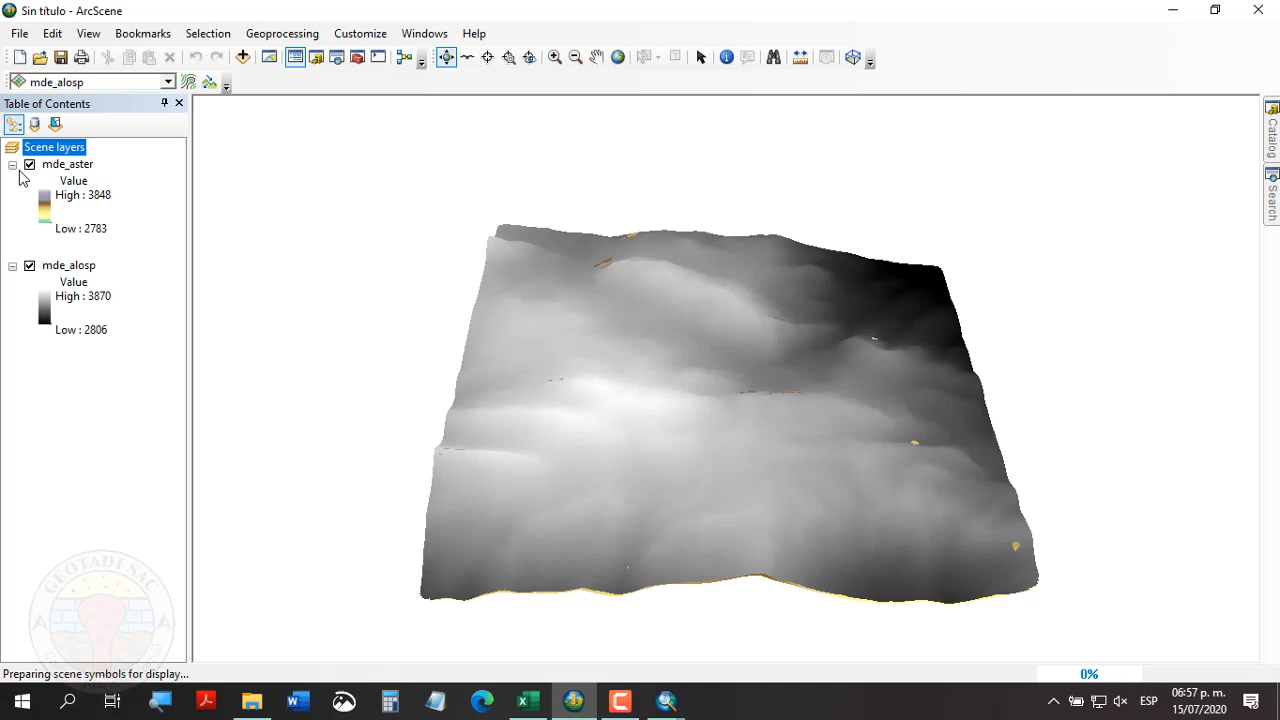 Sin título - ArcScene
File Edit View Bookmarks Selection Geoprocessing Customize Windows Help
mde_alosp
Table of Contents
Scene layers
mde_aster
Value
High : 3848
Low : 2783
mde_alosp
Value
High : 3870
Low : 2806
Catalog
Search
GEOTADI SAC
Preparing scene symbols for display...
0%
ESP
06:57 p. m.
15/07/2020